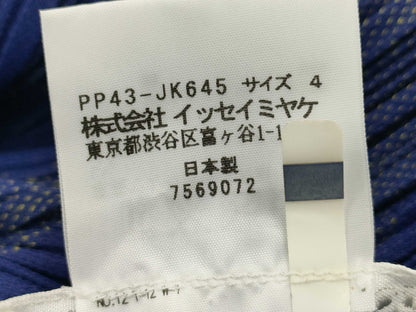 PP43-JK645 サイズ 4
株式会社 イッセイミヤケ
東京都渋谷区富ヶ谷1-1
日本製
7569072